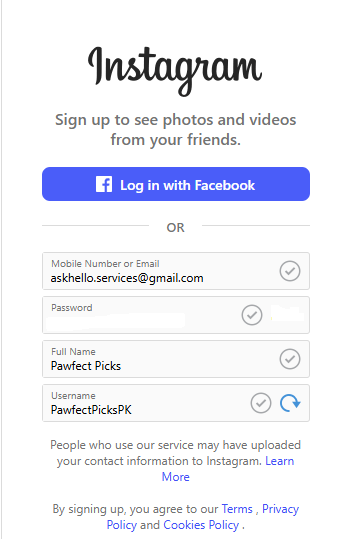 Instagram
Sign up to see photos and videos
from your friends.
Log in with Facebook
OR
Mobile Number or Email
askhello.services@gmail.com
Password
Full Name
Pawfect Picks
Username
PawfectPicksPK
People who use our service may have uploaded
your contact information to Instagram. Learn
More
By signing up, you agree to our Terms , Privacy
Policy and Cookies Policy .